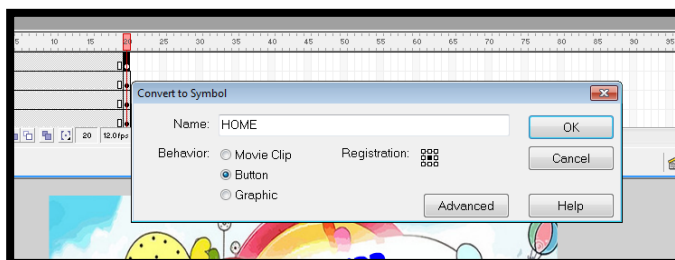 5 10 15 20 25 30 35 40 45 50 55 60 65 70 75 80 85 90 95
Convert to Symbol
Name: HOME
OK
Behavior: Movie Clip Registration:
Cancel
Button
Graphic
Advanced Help
20 12.0fps